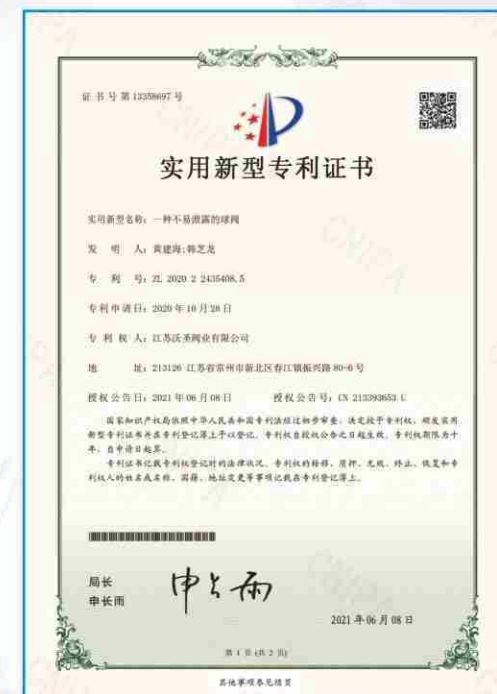 证书号第13358697号
实用新型专利证书
实用新型名称：一种不易泄露的球阀
发明人：黄建海;韩芝龙
专利号：ZL 2020 2 2435408.5
专利申请日：2020年10月28日
专利权人：江苏沃圣阀业有限公司
地址：213126 江苏省常州市新北区春江镇振兴路80-6号
授权公告日：2021年06月08日 授权公告号：CN 213393653 U
国家知识产权局依照中华人民共和国专利法经过初步审查，决定授予专利权，颁发实用
新型专利证书并在专利登记簿上予以登记。专利权自授权公告之日起生效。专利权期限为十
年，自申请日起算。
专利证书记载专利权登记时的法律状况。专利权的转移、质押、无效、终止、恢复和专
利权人的姓名或名称、国籍、地址变更等事项记载在专利登记簿上。
局长
申长雨
申长雨
2021年06月08日
第1页(共2页)
其他事项参见续页
CNIPA